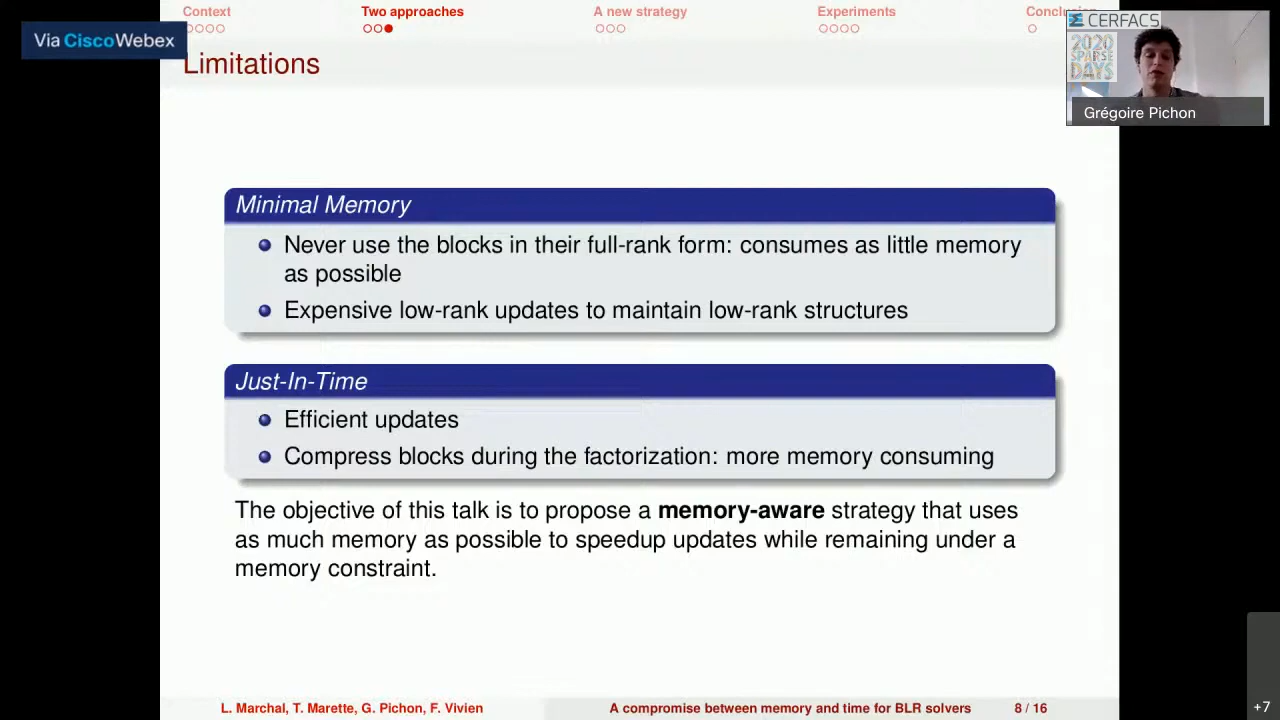 Context
Two approaches
A new strategy
Experiments
Via CiscoWebex
CERFACS
2020
SPARSE
DAYS
Grégoire Pichon
Limitations
Minimal Memory
Never use the blocks in their full-rank form: consumes as little memory
as possible
Expensive low-rank updates to maintain low-rank structures
Just-In-Time
Efficient updates
Compress blocks during the factorization: more memory consuming
The objective of this talk is to propose a memory-aware strategy that uses
as much memory as possible to speedup updates while remaining under a
memory constraint.
L. Marchal, T. Marette, G. Pichon, F. Vivien
A compromise between memory and time for BLR solvers
8 / 16
+7